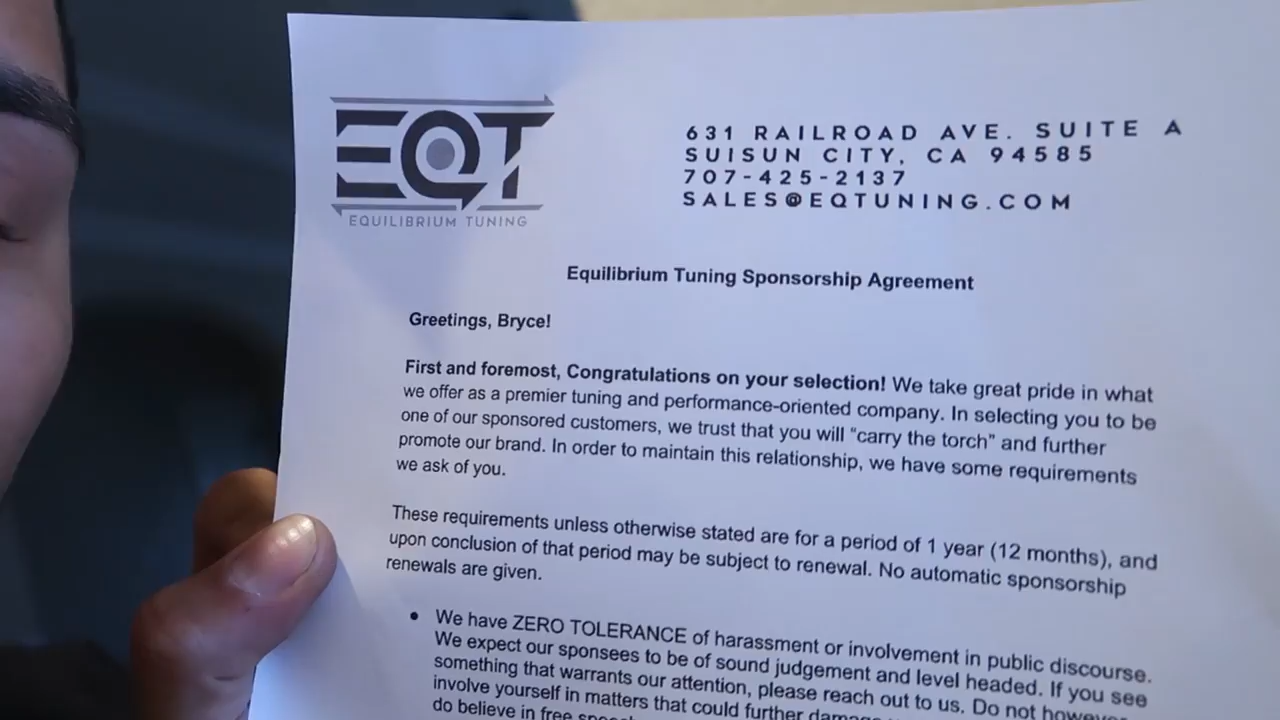 EQT
EQUILIBRIUM TUNING
631 RAILROAD AVE. SUITE A
SUISUN CITY, CA 94585
707-425-2137
SALES@EQTUNING.COM
Equilibrium Tuning Sponsorship Agreement
Greetings, Bryce!
First and foremost, Congratulations on your selection! We take great pride in what
we offer as a premier tuning and performance-oriented company. In selecting you to be
one of our sponsored customers, we trust that you will “carry the torch” and further
promote our brand. In order to maintain this relationship, we have some requirements
we ask of you.
These requirements unless otherwise stated are for a period of 1 year (12 months), and
upon conclusion of that period may be subject to renewal. No automatic sponsorship
renewals are given.
• We have ZERO TOLERANCE of harassment or involvement in public discourse.
We expect our sponsees to be of sound judgement and level headed. If you see
something that warrants our attention, please reach out to us. Do not however
involve yourself in matters that could further
do believe in free